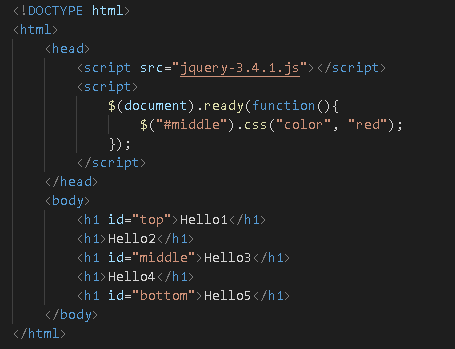 <!DOCTYPE html>
<html>
<head>
<script src="jquery-3.4.1.js"></script>
<script>
$(document).ready(function(){
$("#middle").css("color", "red");
});
</script>
</head>
<body>
<h1 id="top">Hello1</h1>
<h1>Hello2</h1>
<h1 id="middle">Hello3</h1>
<h1>Hello4</h1>
<h1 id="bottom">Hello5</h1>
</body>
</html>